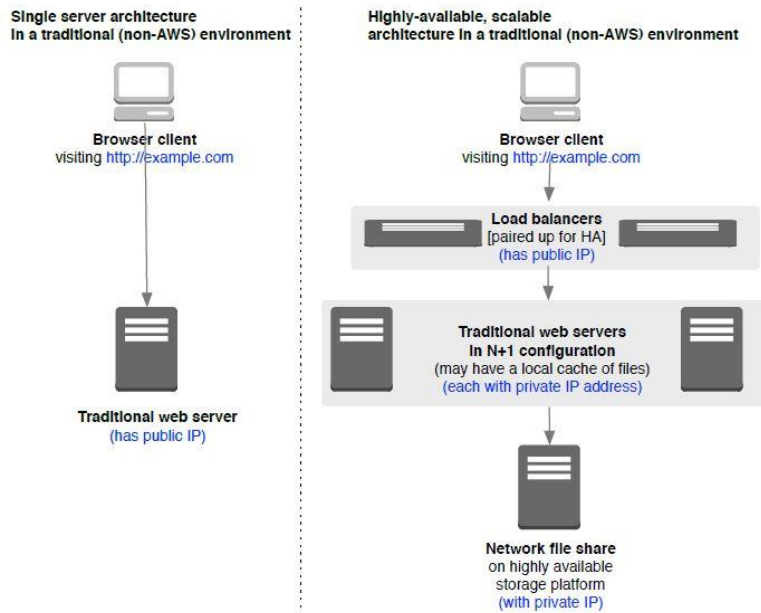 Single server architecture
in a traditional (non-AWS) environment
Browser client
visiting http://example.com
Traditional web server
(has public IP)
Highly-available, scalable
architecture in a traditional (non-AWS) environment
Browser client
visiting http://example.com
Load balancers
[paired up for HA]
(has public IP)
Traditional web servers
in N+1 configuration
(may have a local cache of files)
(each with private IP address)
Network file share
on highly available
storage platform
(with private IP)